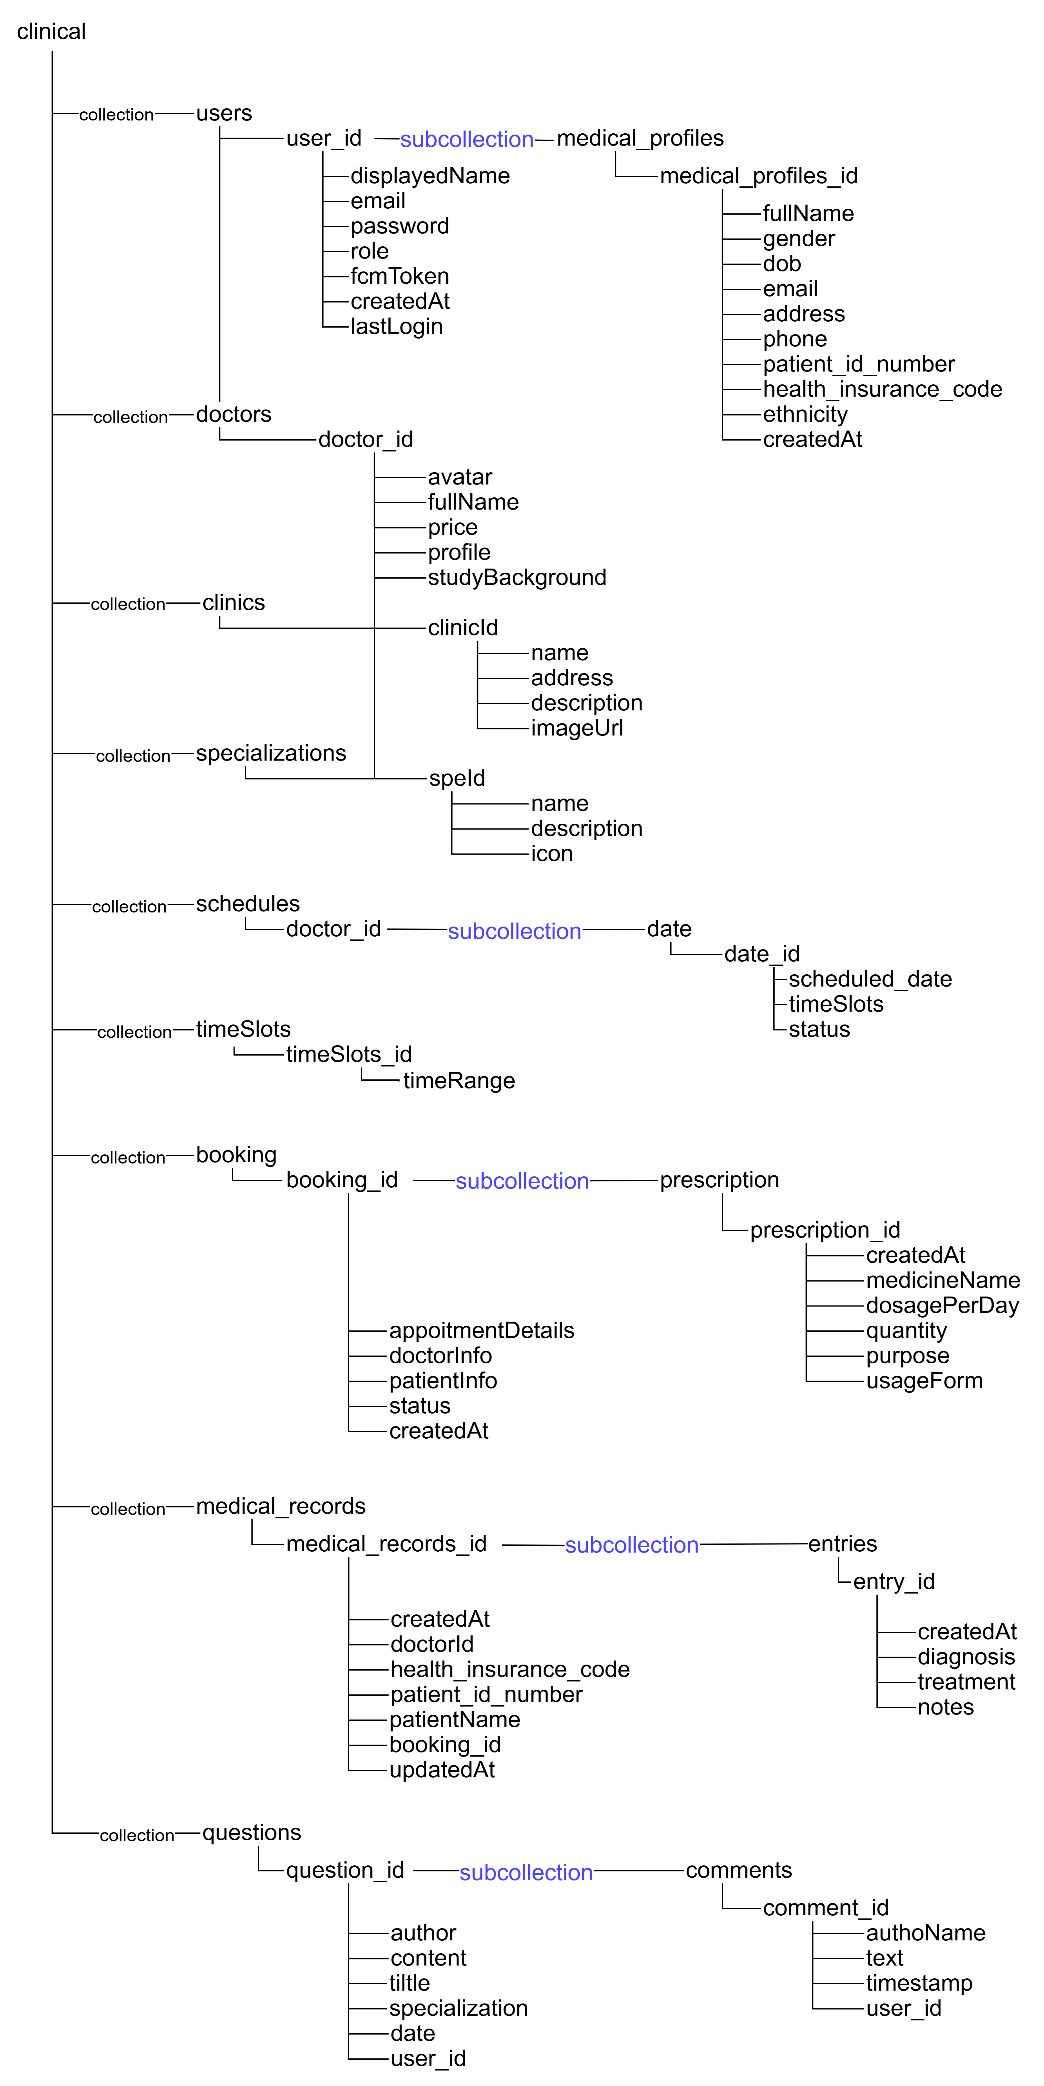 clinical
collection users
user_id subcollection medical_profiles
displayedName medical_profiles_id
email
password
role
fcmToken
createdAt
lastLogin
fullName
gender
dob
email
address
phone
patient_id_number
health_insurance_code
ethnicity
createdAt
collection doctors
doctor_id
avatar
fullName
price
profile
studyBackground
collection clinics
clinicId
name
address
description
imageUrl
collection specializations
speId
name
description
icon
collection schedules
doctor_id subcollection date
date_id
scheduled_date
timeSlots
status
collection timeSlots
timeSlots_id
timeRange
collection booking
booking_id subcollection prescription
prescription_id
createdAt
medicineName
dosagePerDay
quantity
purpose
usageForm
appoitmentDetails
doctorInfo
patientInfo
status
createdAt
collection medical_records
medical_records_id subcollection entries
entry_id
createdAt
diagnosis
treatment
notes
createdAt
doctorId
health_insurance_code
patient_id_number
patientName
booking_id
updatedAt
collection questions
question_id subcollection comments
comment_id
authoName
text
timestamp
user_id
author
content
tiltle
specialization
date
user_id